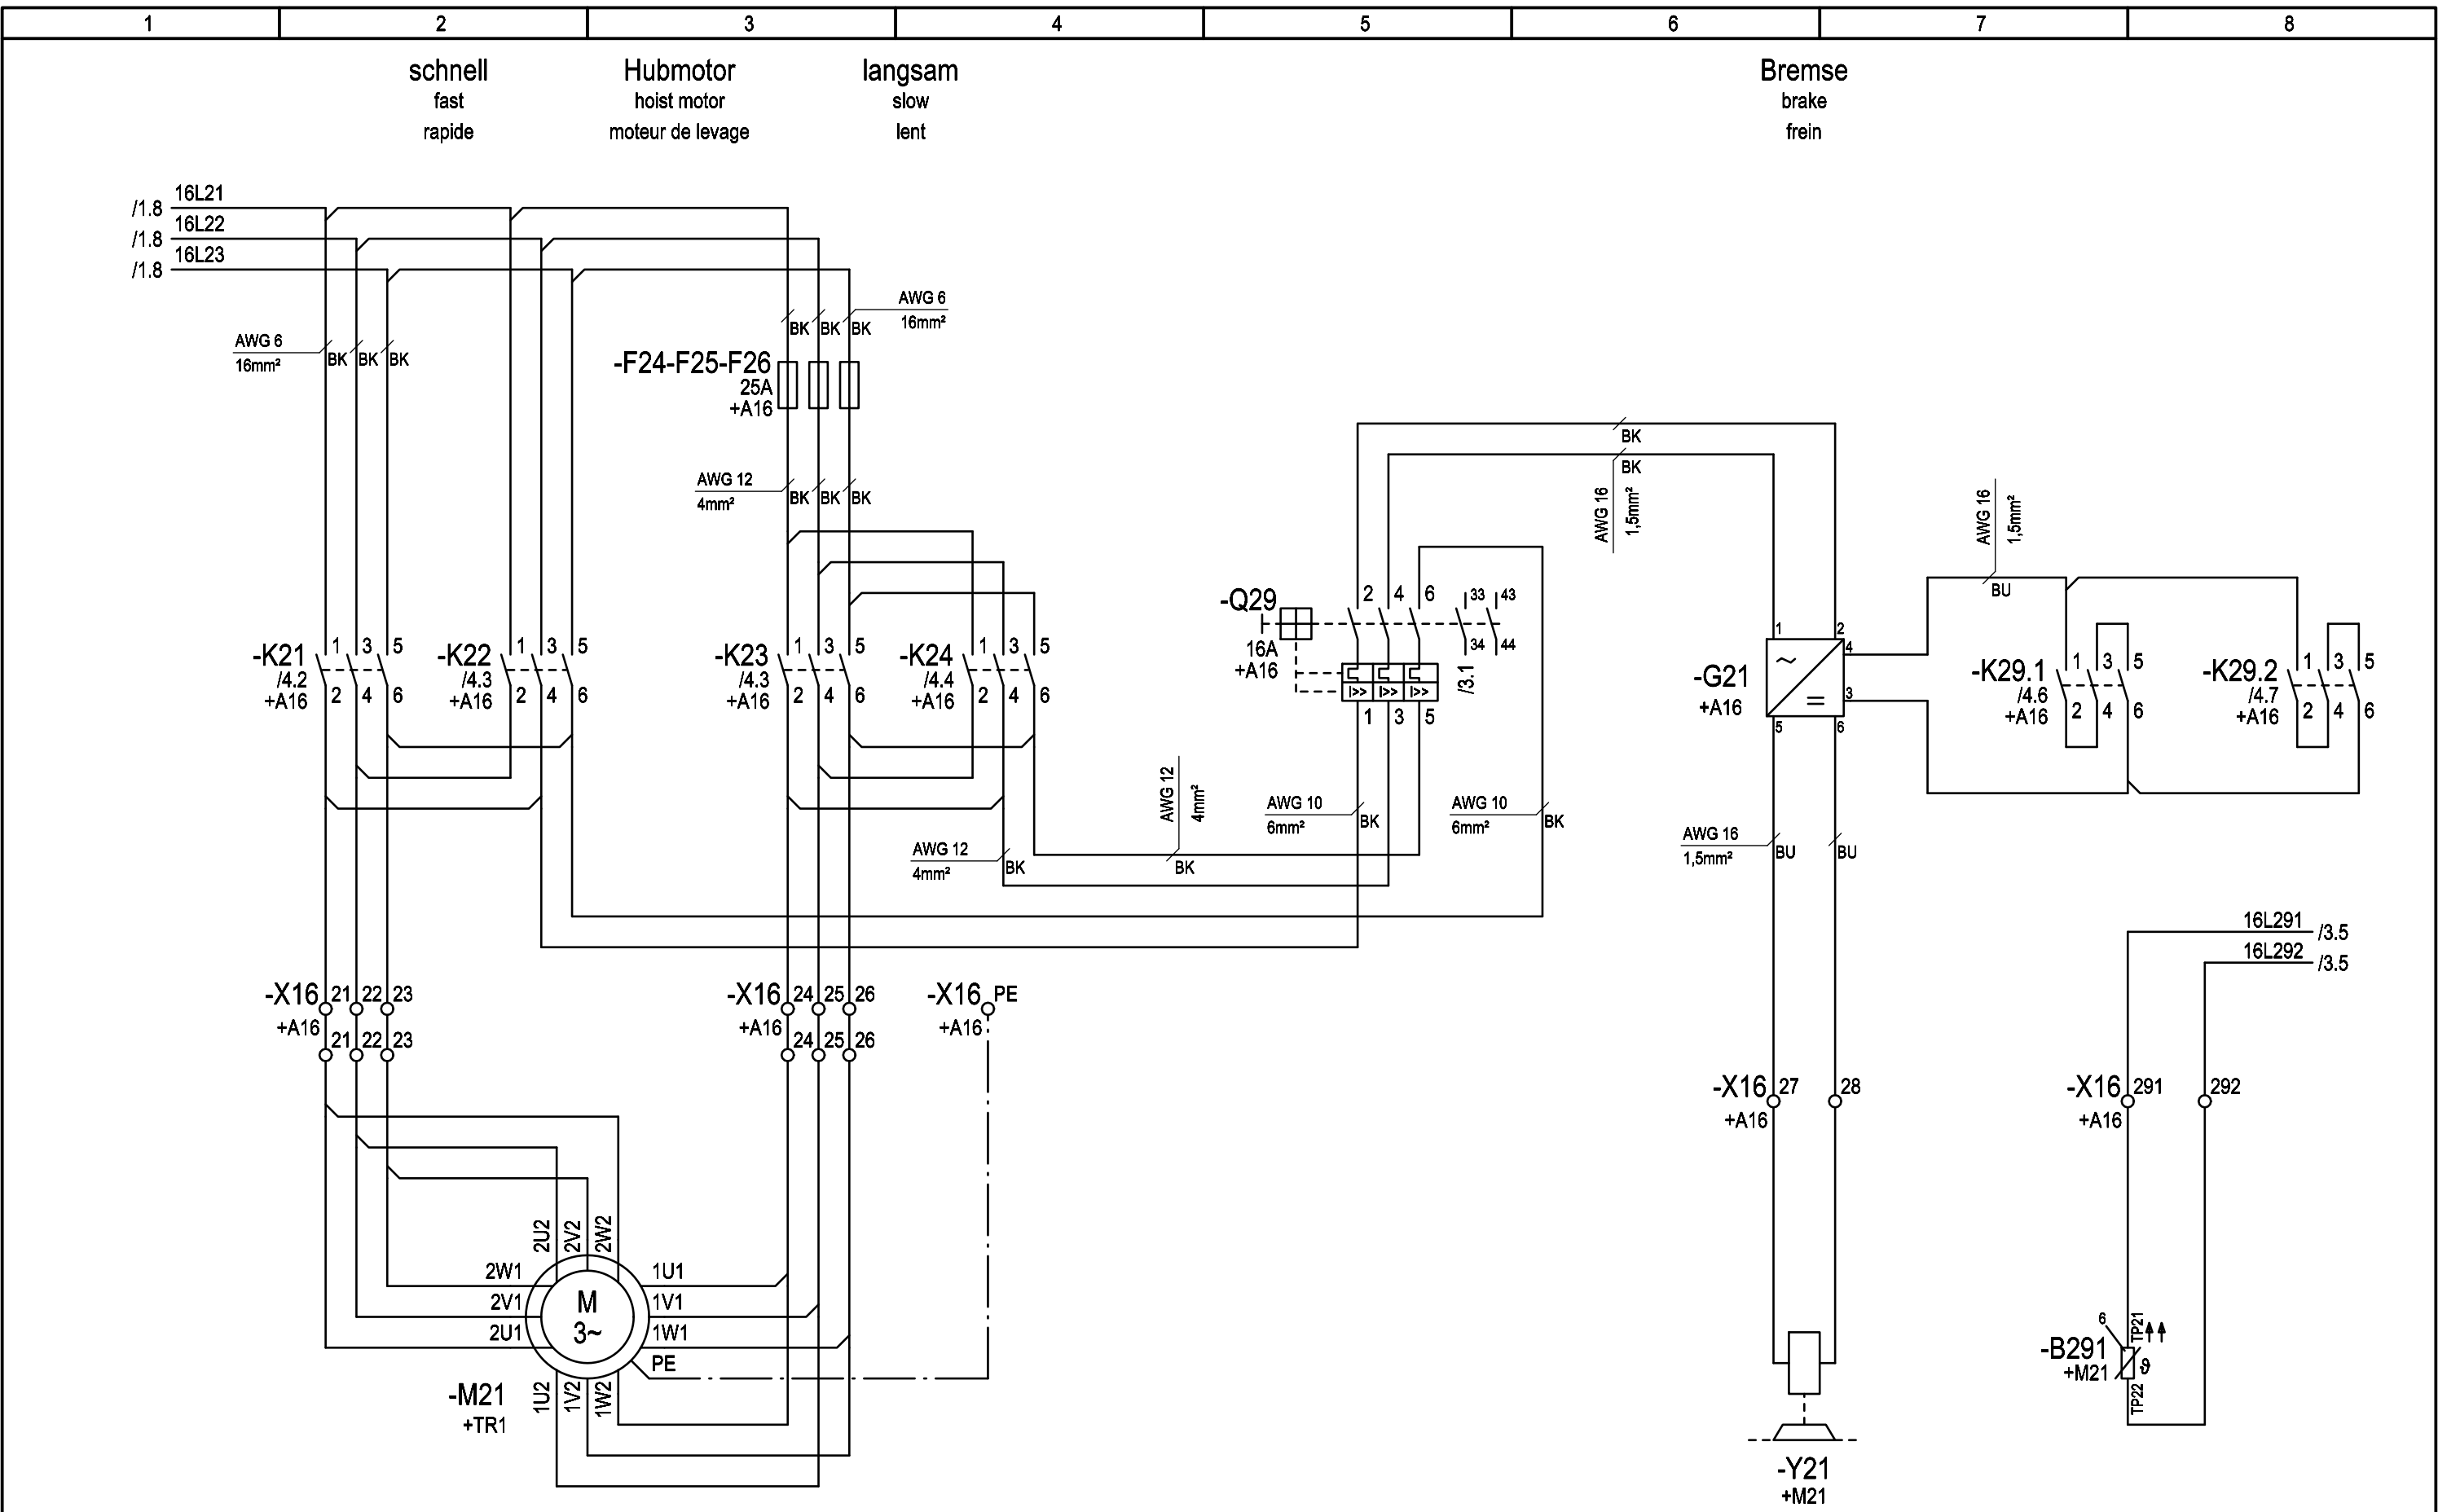 1 2 3 4 5 6 7 8
schnell
fast
rapide
Hubmotor
hoist motor
moteur de levage
langsam
slow
lent
Bremse
brake
frein
/1.8 16L21
/1.8 16L22
/1.8 16L23
AWG 6
16mm²
BK BK BK
AWG 6
16mm²
BK BK BK
-F24-F25-F26
25A
+A16
AWG 12
4mm²
BK BK BK
BK
BK
AWG 16
1,5mm²
AWG 16
1,5mm²
BU
-K21
/4.2
+A16
1 3 5
2 4 6
-K22
/4.3
+A16
1 3 5
2 4 6
-K23
/4.3
+A16
1 3 5
2 4 6
-K24
/4.4
+A16
1 3 5
2 4 6
-Q29
16A
+A16
2 4 6 33 43
34 44
I>> I>> I>>
/3.1
1 3 5
-G21
+A16
1 2
4
3
5 6
~
=
-K29.1
/4.6
+A16
1 3 5
2 4 6
-K29.2
/4.7
+A16
1 3 5
2 4 6
AWG 12
4mm²
BK
AWG 12
4mm²
BK
AWG 10
6mm²
BK
AWG 10
6mm²
BK
AWG 16
1,5mm²
BU BU
16L291 /3.5
16L292 /3.5
-X16 21 22 23
+A16
21 22 23
-X16 24 25 26
+A16
24 25 26
-X16 PE
+A16
-X16 27 28
+A16
-X16 291 292
+A16
2U2 2V2 2W2
2W1
2V1
2U1
M
3~
1U1
1V1
1W1
PE
1U2 1V2 1W2
-M21
+TR1
-Y21
+M21
6
TP21
-B291
+M21
ϑ
TP22